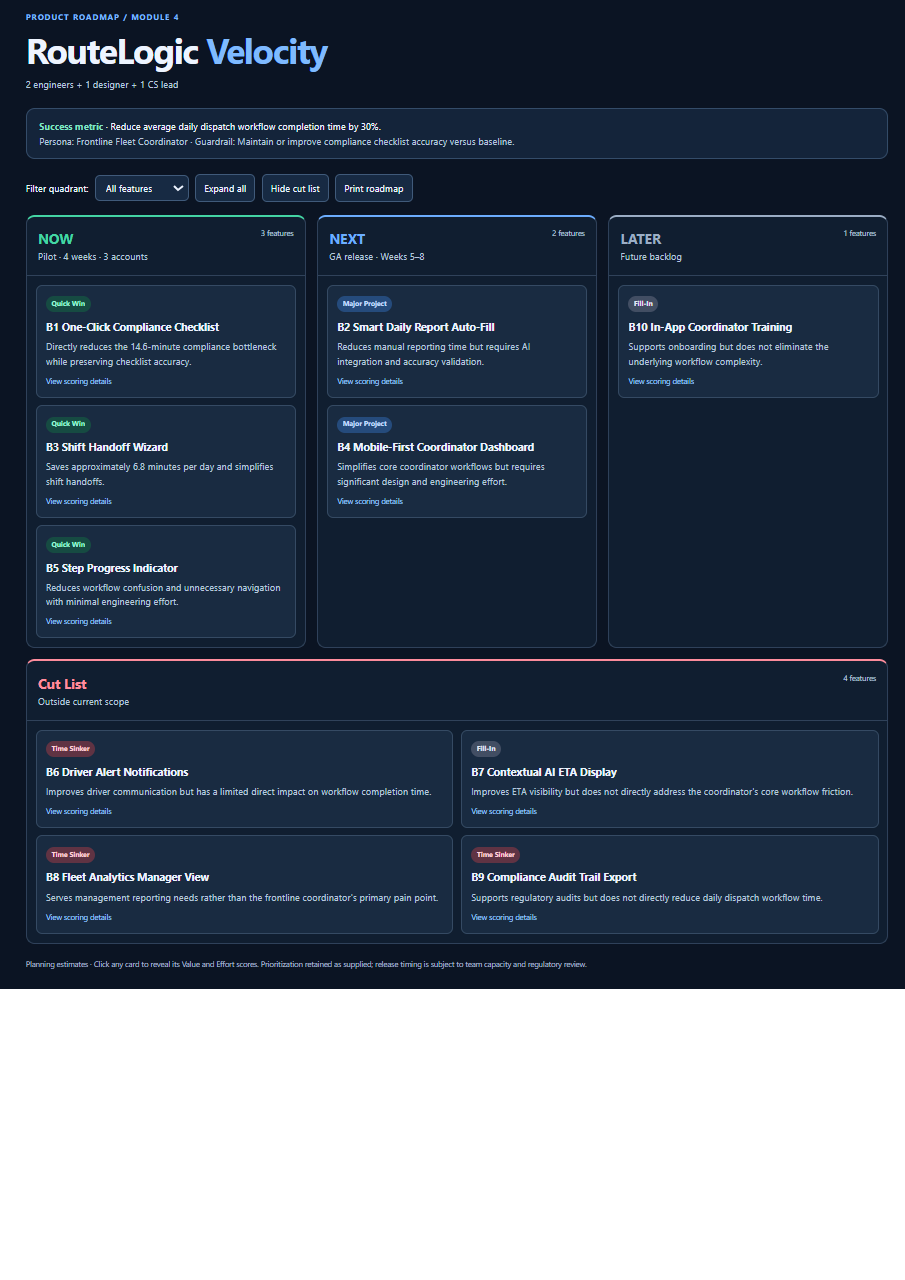 PRODUCT ROADMAP / MODULE 4
RouteLogic Velocity
2 engineers + 1 designer + 1 CS lead
Success metric · Reduce average daily dispatch workflow completion time by 30%.
Persona: Frontline Fleet Coordinator · Guardrail: Maintain or improve compliance checklist accuracy versus baseline.
Filter quadrant: All features Expand all Hide cut list Print roadmap
NOW
3 features
Pilot · 4 weeks · 3 accounts
Quick Win
B1 One-Click Compliance Checklist
Directly reduces the 14.6-minute compliance bottleneck
while preserving checklist accuracy.
View scoring details
Quick Win
B3 Shift Handoff Wizard
Saves approximately 6.8 minutes per day and simplifies
shift handoffs.
View scoring details
Quick Win
B5 Step Progress Indicator
Reduces workflow confusion and unnecessary navigation
with minimal engineering effort.
View scoring details
NEXT
2 features
GA release · Weeks 5–8
Major Project
B2 Smart Daily Report Auto-Fill
Reduces manual reporting time but requires AI
integration and accuracy validation.
View scoring details
Major Project
B4 Mobile-First Coordinator Dashboard
Simplifies core coordinator workflows but requires
significant design and engineering effort.
View scoring details
LATER
1 features
Future backlog
Fill-In
B10 In-App Coordinator Training
Supports onboarding but does not eliminate the
underlying workflow complexity.
View scoring details
Cut List
4 features
Outside current scope
Time Sinker
B6 Driver Alert Notifications
Improves driver communication but has a limited direct impact on workflow completion time.
View scoring details
Fill-In
B7 Contextual AI ETA Display
Improves ETA visibility but does not directly address the coordinator's core workflow friction.
View scoring details
Time Sinker
B8 Fleet Analytics Manager View
Serves management reporting needs rather than the frontline coordinator's primary pain point.
View scoring details
Time Sinker
B9 Compliance Audit Trail Export
Supports regulatory audits but does not directly reduce daily dispatch workflow time.
View scoring details
Planning estimates · Click any card to reveal its Value and Effort scores. Prioritization retained as supplied; release timing is subject to team capacity and regulatory review.